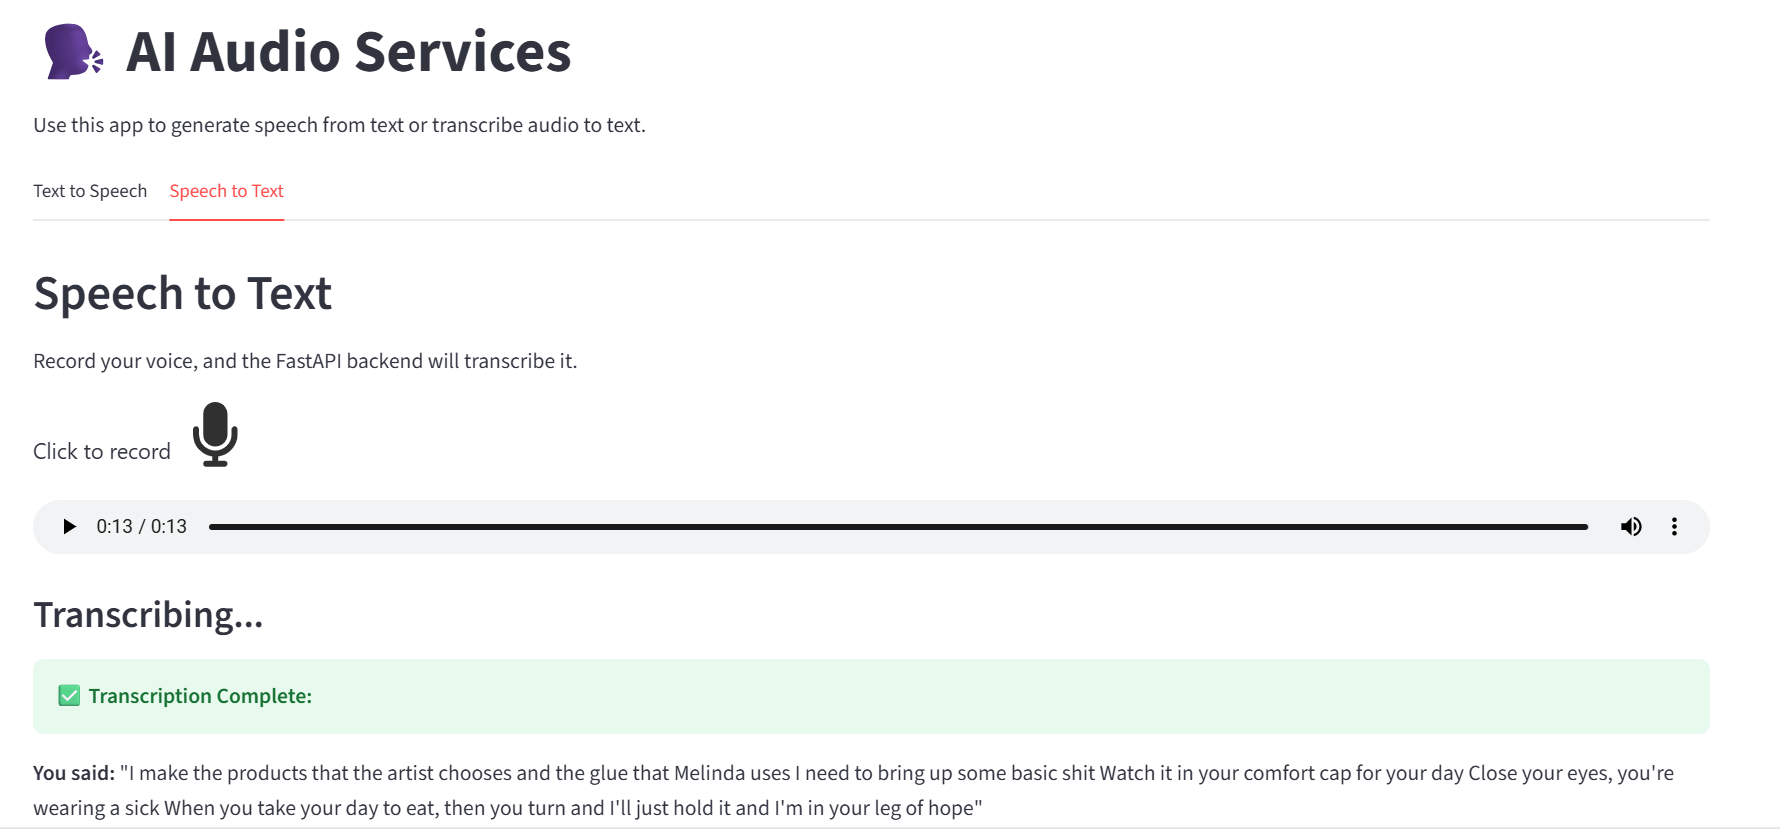 AI Audio Services
Use this app to generate speech from text or transcribe audio to text.
Text to Speech Speech to Text
Speech to Text
Record your voice, and the FastAPI backend will transcribe it.
Click to record
0:13 / 0:13
Transcribing...
Transcription Complete:
You said: "I make the products that the artist chooses and the glue that Melinda uses I need to bring up some basic shit Watch it in your comfort cap for your day Close your eyes, you're
wearing a sick When you take your day to eat, then you turn and I'll just hold it and I'm in your leg of hope"